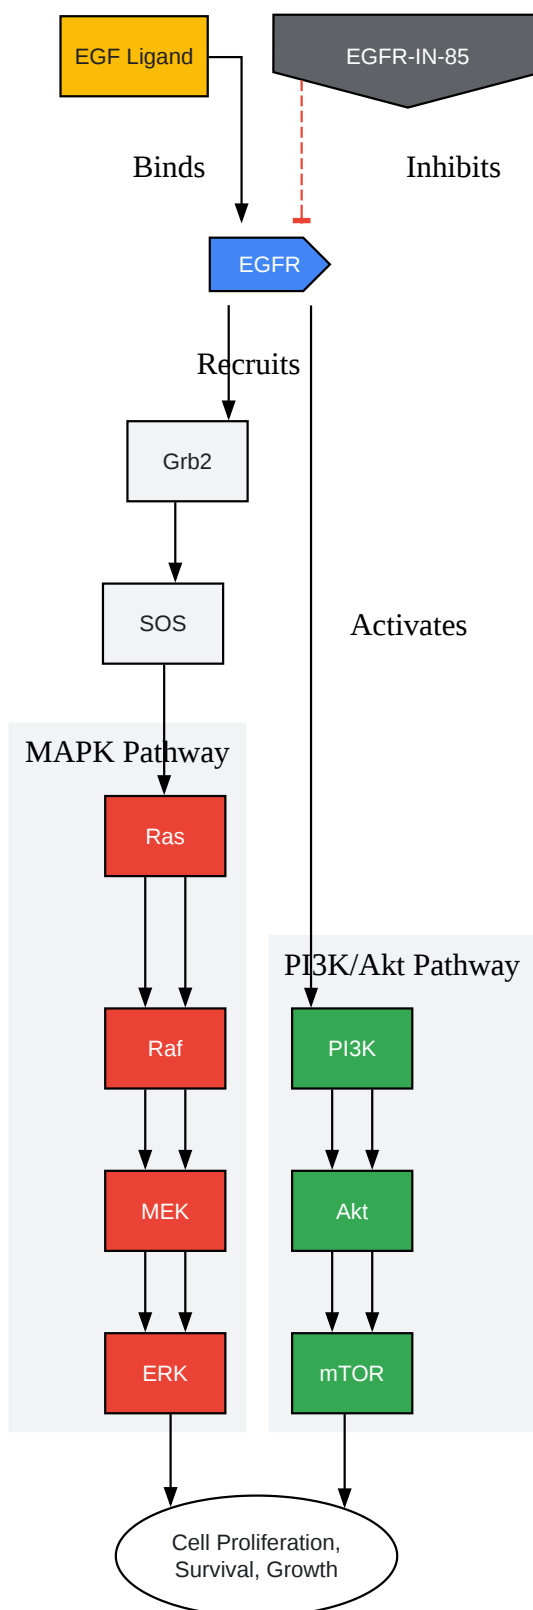 EGF Ligand
EGFR-IN-85
Binds
Inhibits
EGFR
Recruits
Grb2
SOS
Activates
MAPK Pathway
Ras
PI3K/Akt Pathway
Raf
PI3K
MEK
Akt
ERK
mTOR
Cell Proliferation,
Survival, Growth